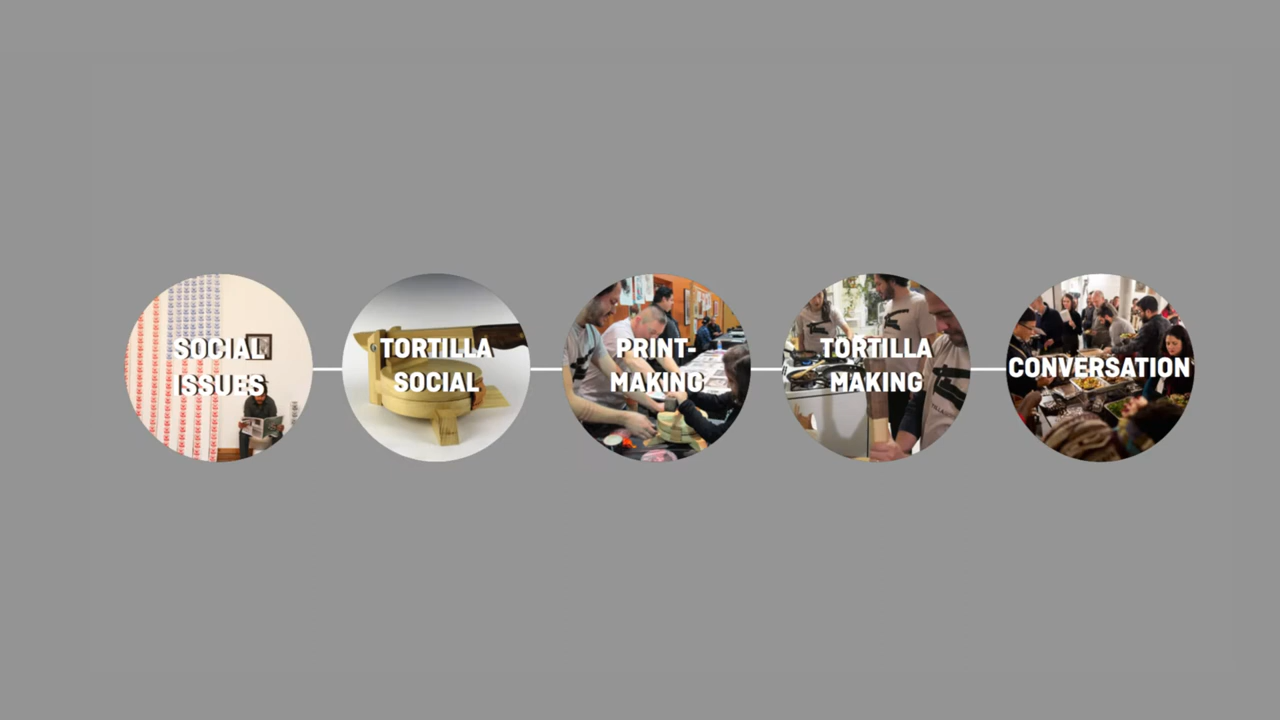 SOCIAL
ISSUES
TORTILLA
SOCIAL
PRINT-
MAKING
TORTILLA
MAKING
CONVERSATION